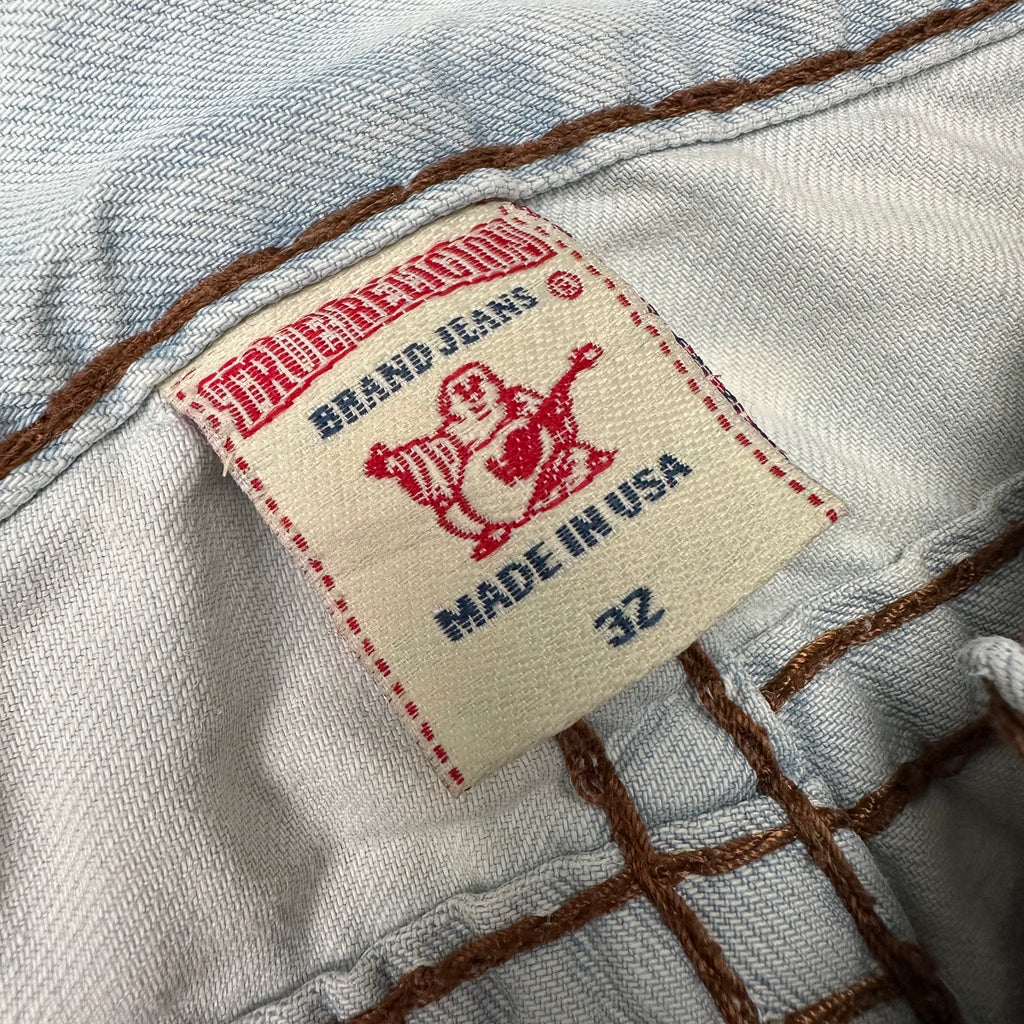 TRUE RELIGION
BRAND JEANS ®
MADE IN USA
32